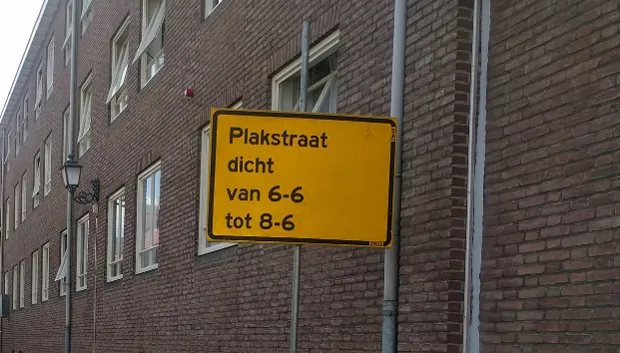 Plakstraat
dicht
van 6-6
tot 8-6